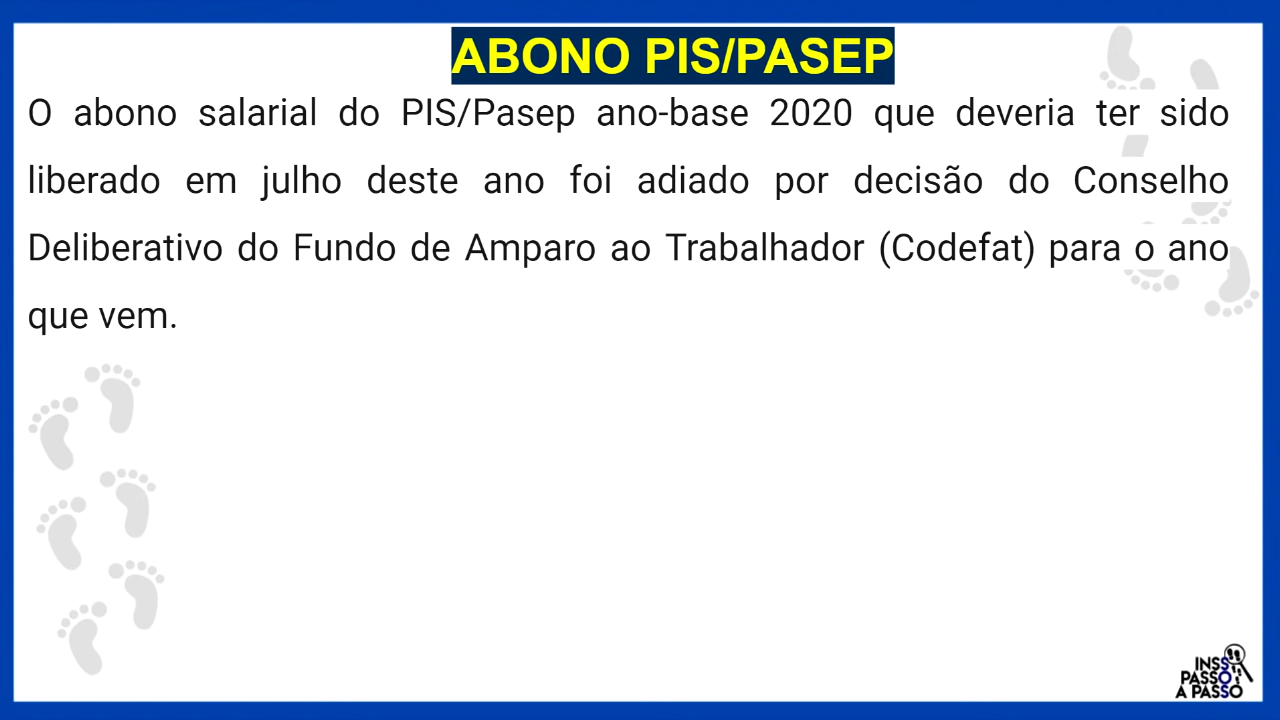 ABONO PIS/PASEP
O abono salarial do PIS/Pasep ano-base 2020 que deveria ter sido
liberado em julho deste ano foi adiado por decisão do Conselho
Deliberativo do Fundo de Amparo ao Trabalhador (Codefat) para o ano
que vem.
INSS
PASSO
A PASSO